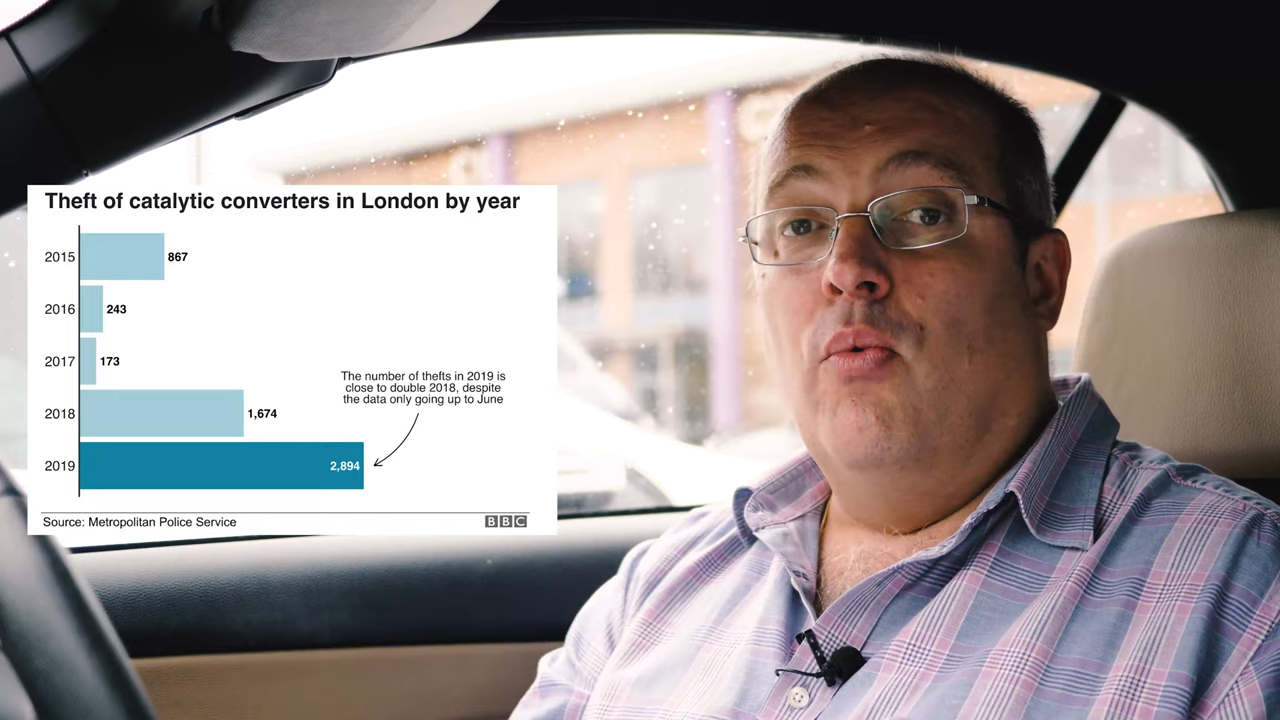 Theft of catalytic converters in London by year
2015 867
2016 243
2017 173
The number of thefts in 2019 is
close to double 2018, despite
the data only going up to June
2018 1,674
2019 2,894
Source: Metropolitan Police Service
BBC